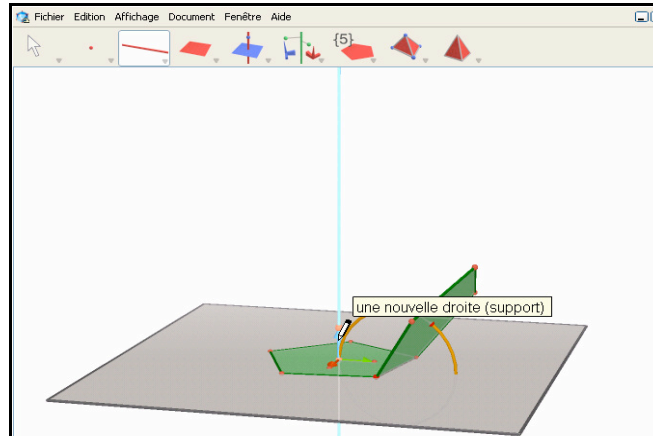 Fichier Edition Affichage Document Fenêtre Aide
{5}
une nouvelle droite (support)